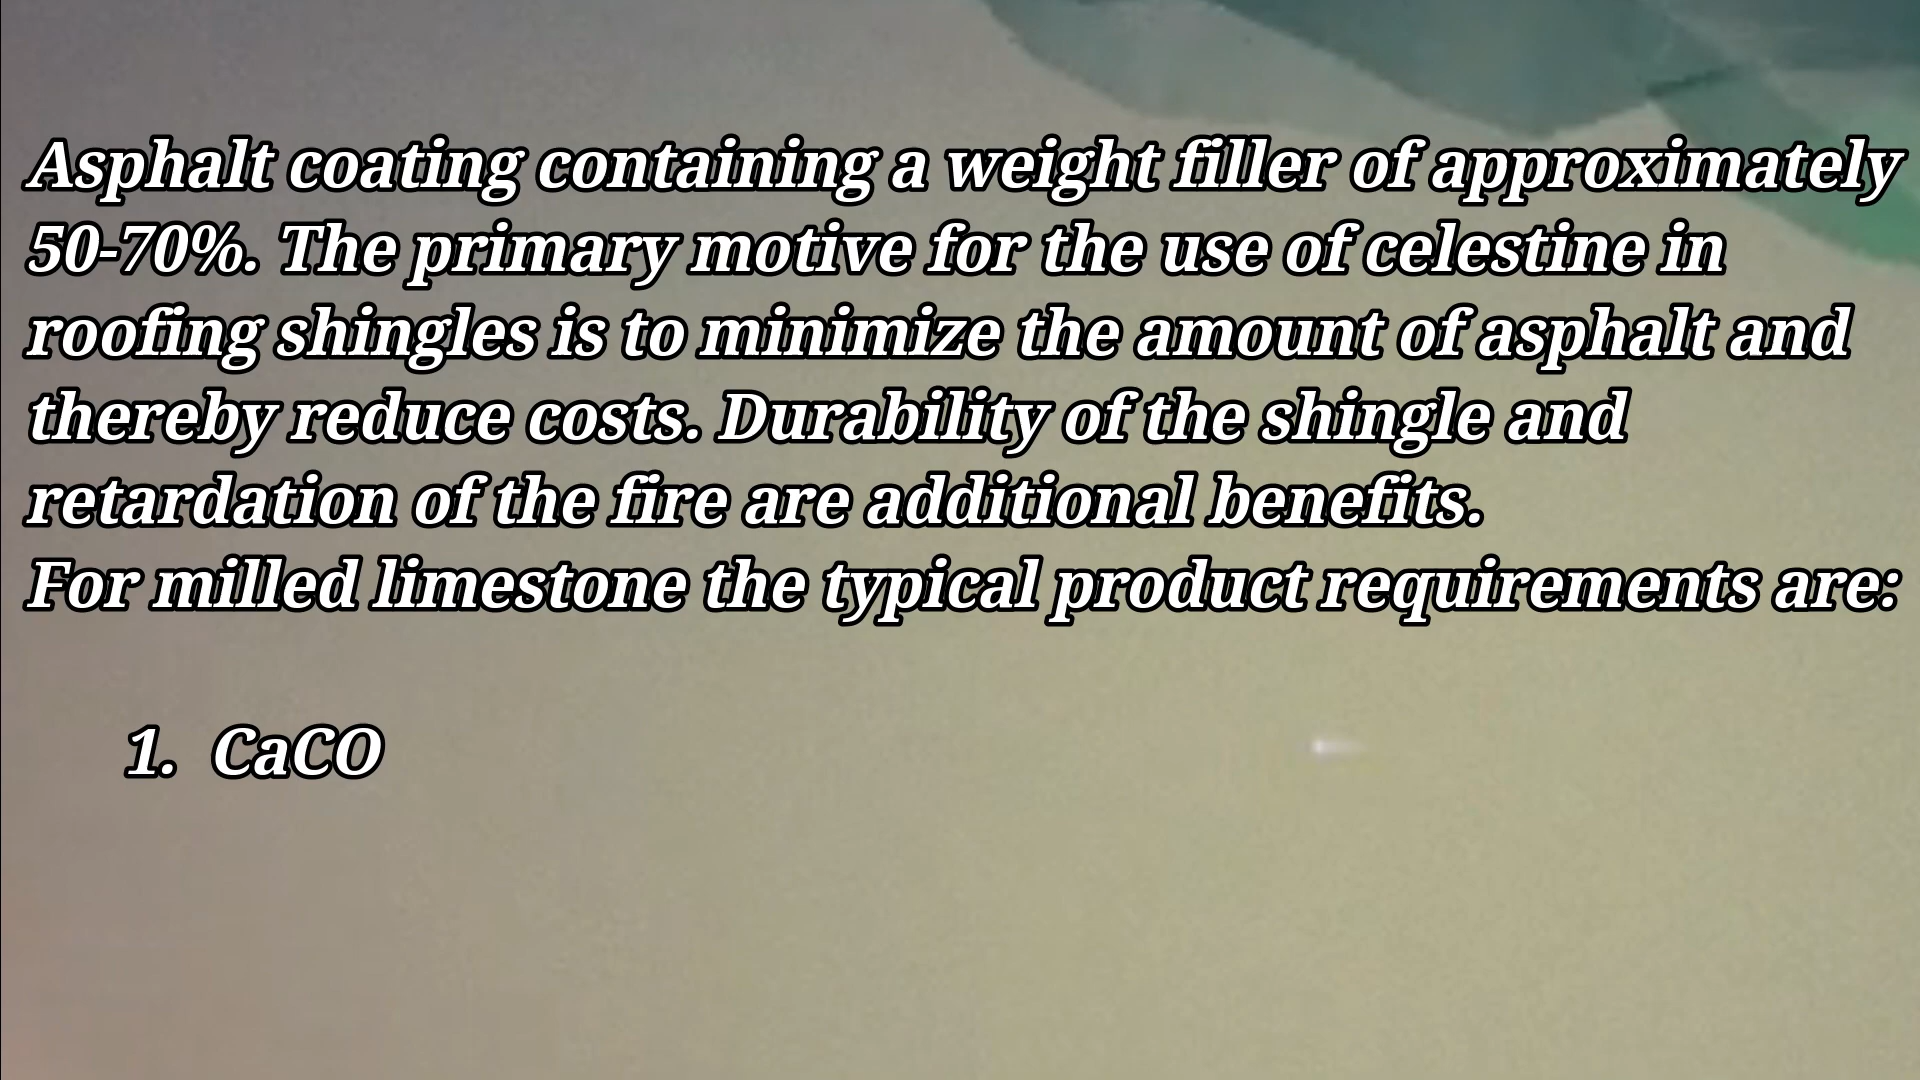 Asphalt coating containing a weight filler of approximately
50-70%. The primary motive for the use of celestine in
roofing shingles is to minimize the amount of asphalt and
thereby reduce costs. Durability of the shingle and
retardation of the fire are additional benefits.
For milled limestone the typical product requirements are:
1. CaCO